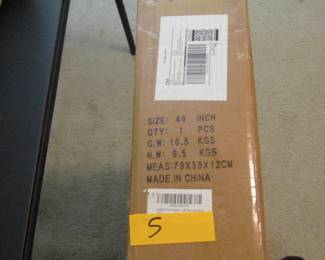 SIZE: 48 INCH
QTY: 1 PCS
G.W: 10.5 KGS
N.W: 9.5 KGS
MEAS: 79X39X12CM
MADE IN CHINA
5